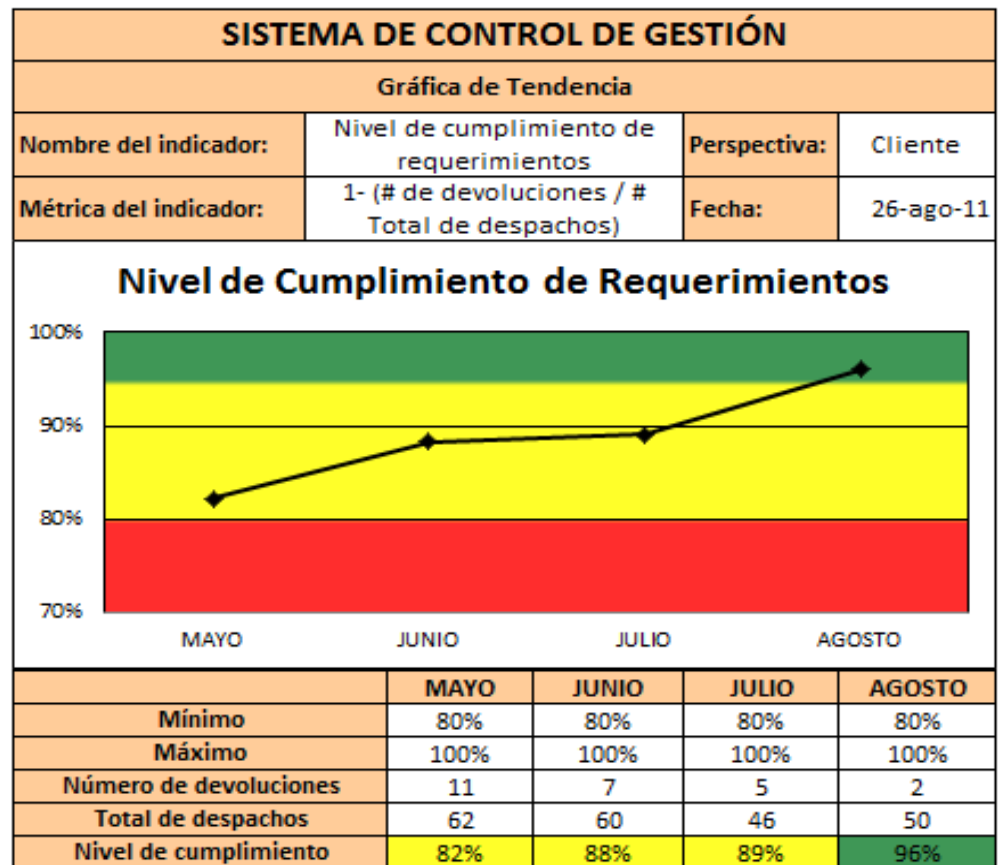 SISTEMA DE CONTROL DE GESTIÓN
Gráfica de Tendencia
Nombre del indicador: Nivel de cumplimiento de requerimientos Perspectiva: Cliente
Métrica del indicador: 1- (# de devoluciones / # Total de despachos) Fecha: 26-ago-11
Nivel de Cumplimiento de Requerimientos
100%
90%
80%
70%
MAYO JUNIO JULIO AGOSTO
MAYO JUNIO JULIO AGOSTO
Mínimo 80% 80% 80% 80%
Máximo 100% 100% 100% 100%
Número de devoluciones 11 7 5 2
Total de despachos 62 60 46 50
Nivel de cumplimiento 82% 88% 89% 96%